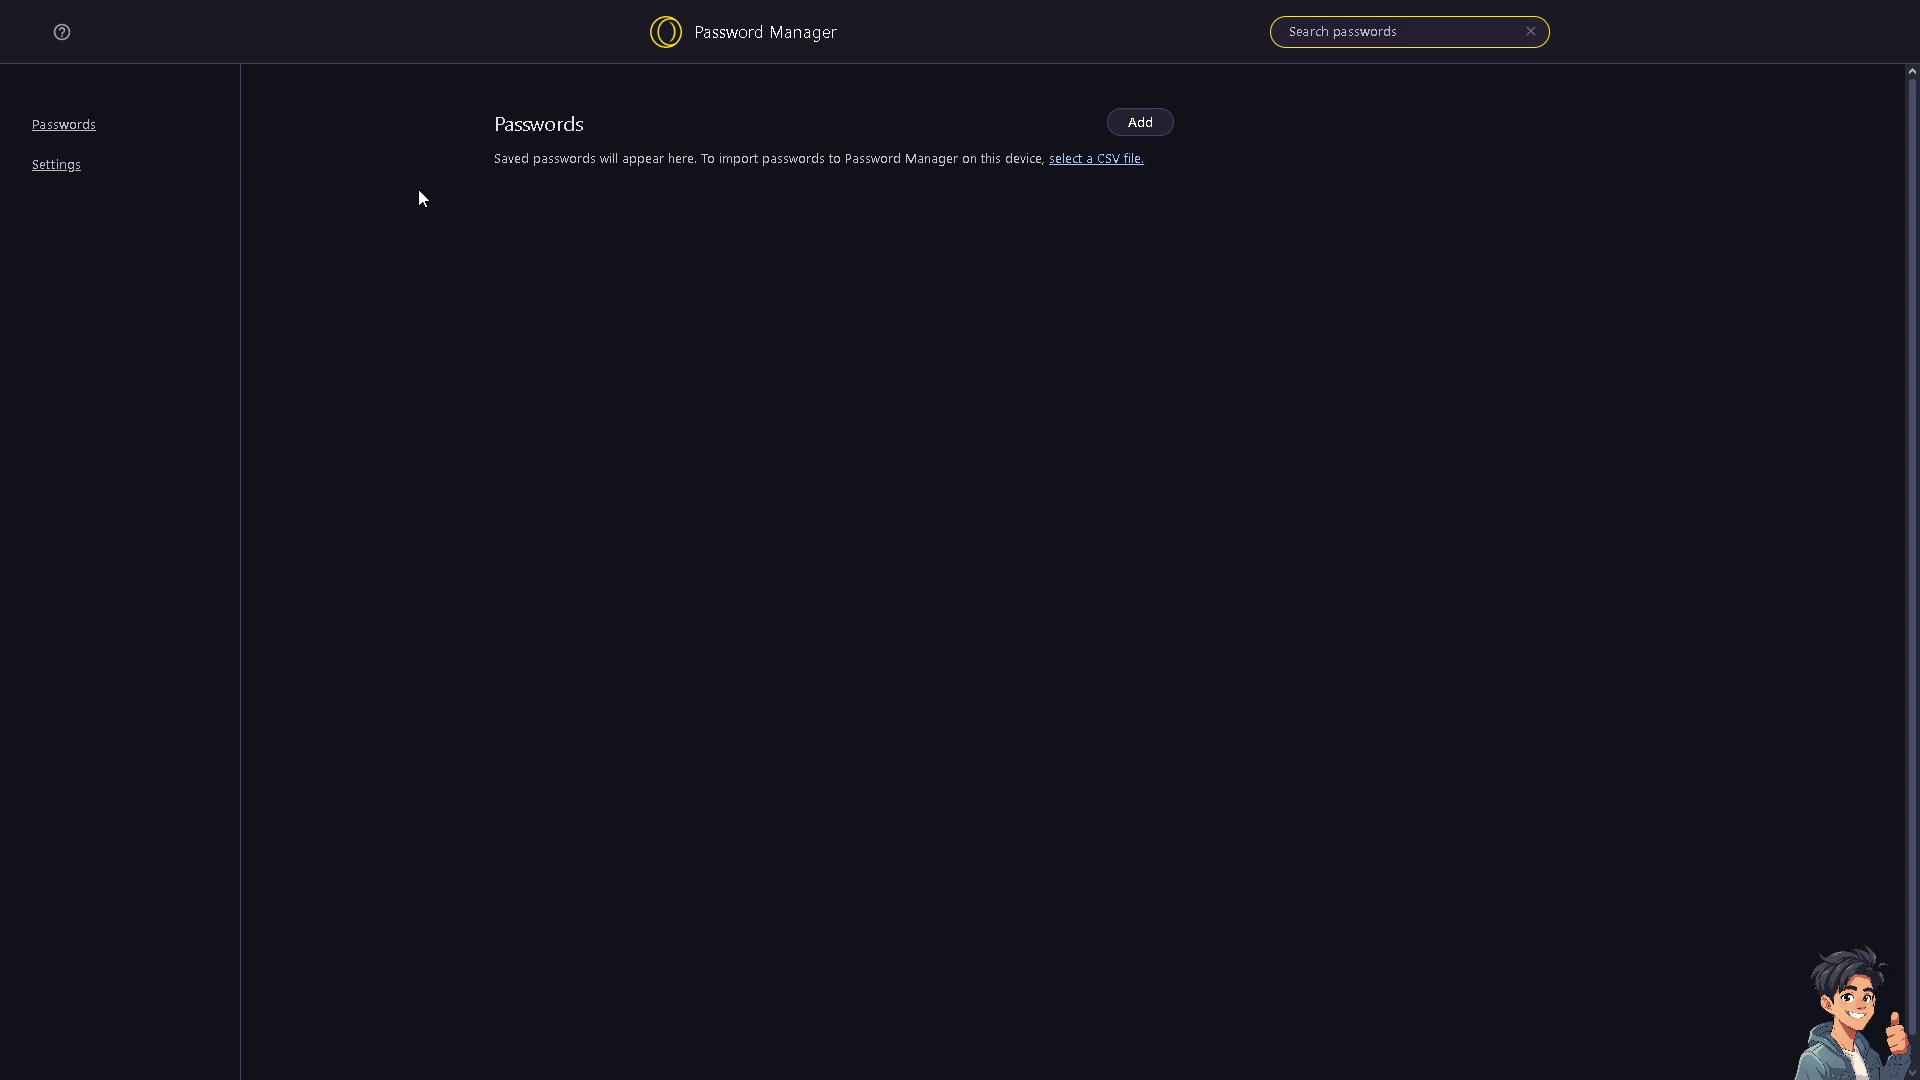 Password Manager
Search passwords
Passwords
Settings
Passwords
Add
Saved passwords will appear here. To import passwords to Password Manager on this device, select a CSV file.